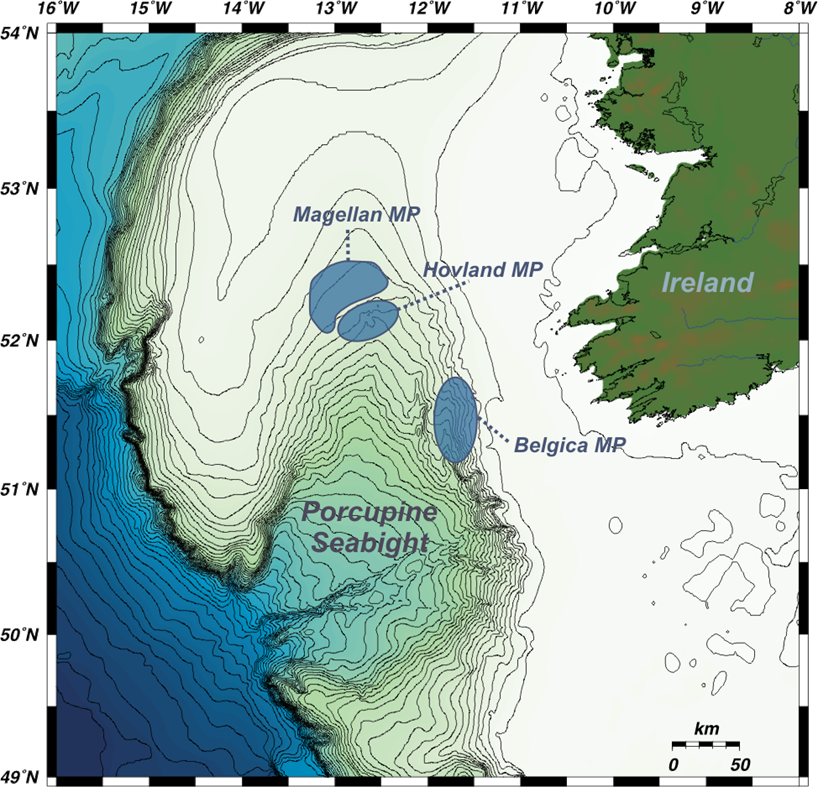 16˚W 15˚W 14˚W 13˚W 12˚W 11˚W 10˚W 9˚W 8˚W
54˚N
53˚N
Magellan MP
Hovland MP
Ireland
52˚N
Belgica MP
51˚N
Porcupine
Seabight
50˚N
km
0 50
49˚N